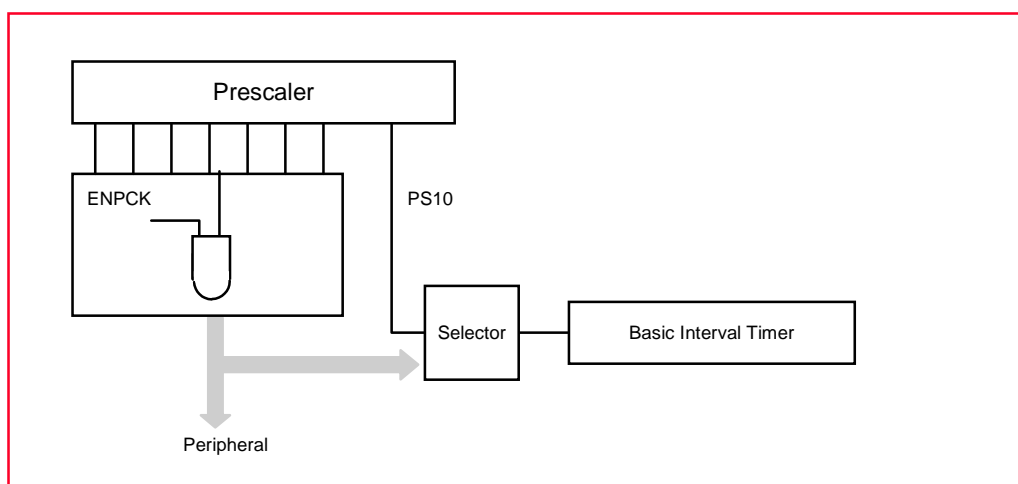 Prescaler
ENPCK
PS10
Selector
Basic Interval Timer
Peripheral